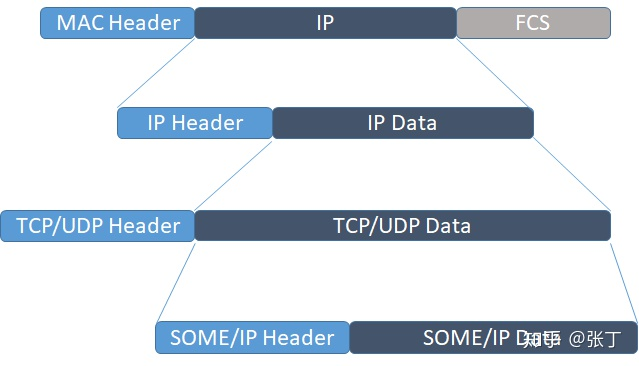 MAC Header IP FCS
IP Header IP Data
TCP/UDP Header TCP/UDP Data
SOME/IP Header SOME/IP Data
知乎 @张丁